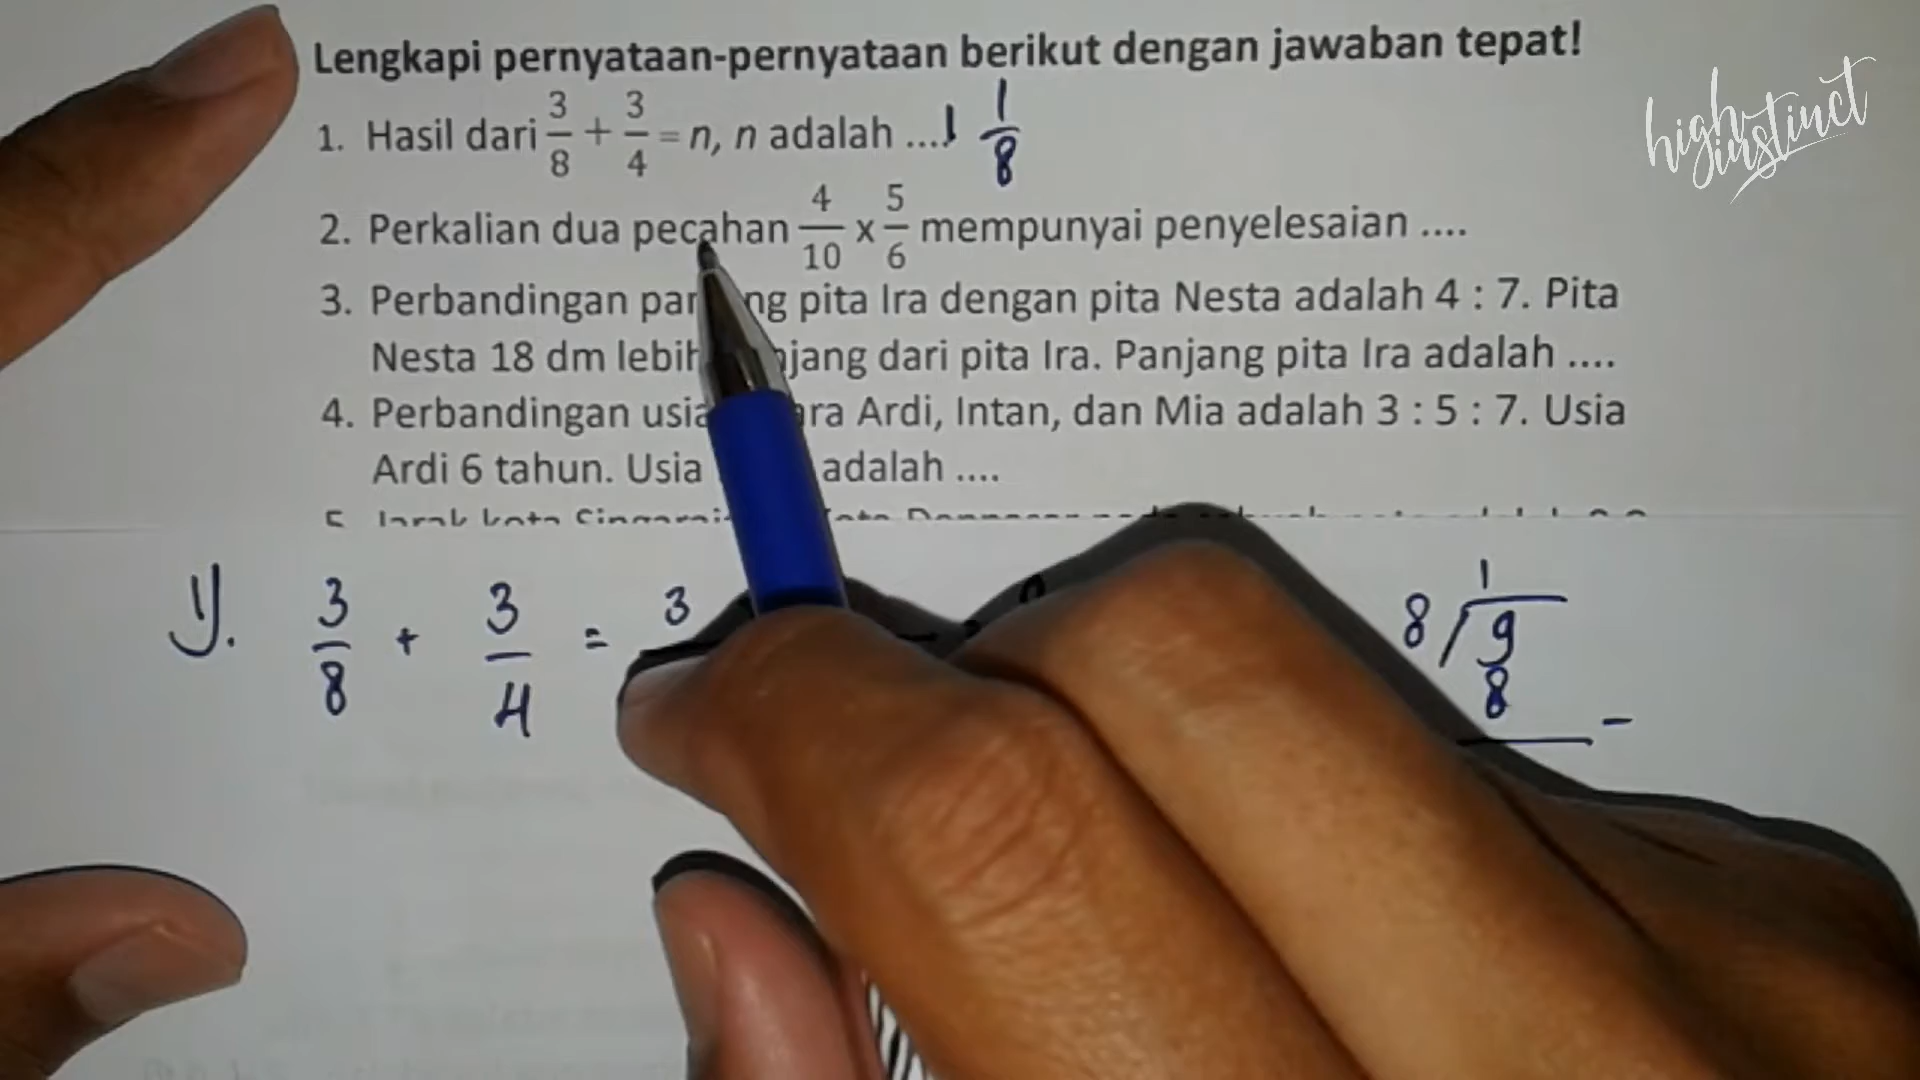 Lengkapi pernyataan-pernyataan berikut dengan jawaban tepat!
1. Hasil dari 3/8 + 3/4 = n, n adalah .... 1 1/8
2. Perkalian dua pecahan 4/10 x 5/6 mempunyai penyelesaian ....
3. Perbandingan pita Ira dengan pita Nesta adalah 4 : 7. Pita
Nesta 18 dm dari pita Ira. Panjang pita Ira adalah ....
4. Perbandingan Ardi, Intan, dan Mia adalah 3 : 5 : 7. Usia
Ardi 6 tahun. Usia adalah ....
1). 3/8 + 3/4 = 3
1
8 / 9
8
–
high instinct